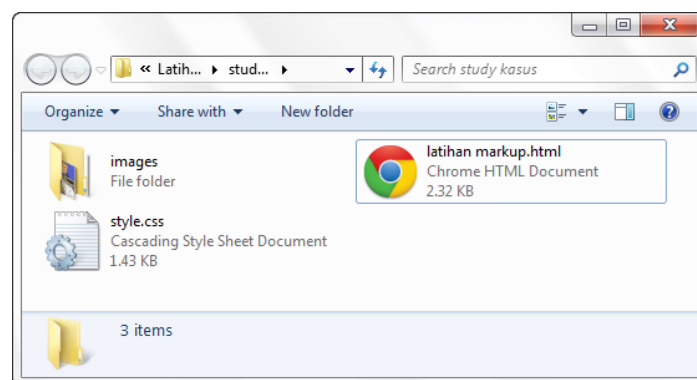 « Latih... stud...
Search study kasus
Organize Share with New folder
images
File folder
latihan markup.html
Chrome HTML Document
2.32 KB
style.css
Cascading Style Sheet Document
1.43 KB
3 items